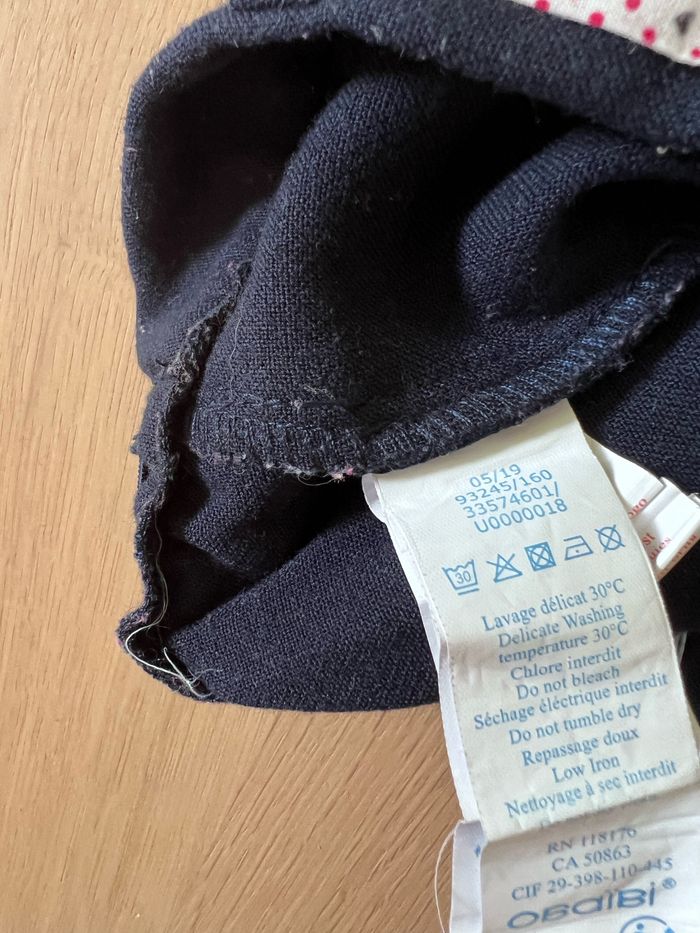 05/19
93245/160
33574601/
U0000018
30
Lavage délicat 30°C
Delicate Washing
temperature 30°C
Chlore interdit
Do not bleach
Séchage éléctrique interdit
Do not tumble dry
Repassage doux
Low Iron
Nettoyage à sec interdit
RN 118176
CA 50863
CIF 29-398-110-445
OBAIBI®